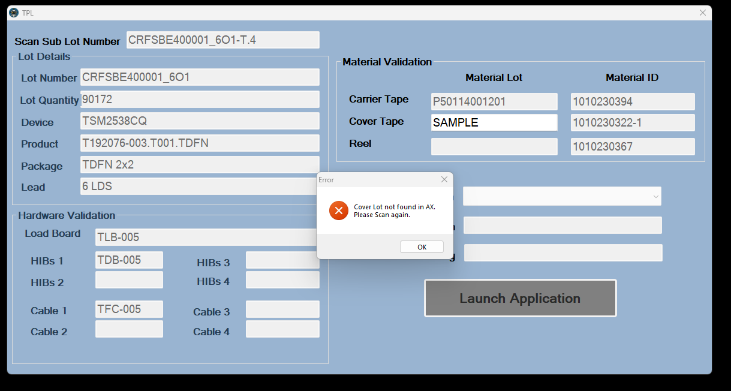 TPL
Scan Sub Lot Number CRFSBE400001_6O1-T.4
Lot Details
Lot Number CRFSBE400001_6O1
Lot Quantity 90172
Device TSM2538CQ
Product T192076-003.T001.TDFN
Package TDFN 2x2
Lead 6 LDS
Hardware Validation
Load Board TLB-005
HIBs 1 TDB-005 HIBs 3
HIBs 2 HIBs 4
Cable 1 TFC-005 Cable 3
Cable 2 Cable 4
Material Validation
Material Lot Material ID
Carrier Tape P50114001201 1010230394
Cover Tape SAMPLE 1010230322-1
Reel 1010230367
Error
Cover Lot not found in AX.
Please Scan again.
OK
Launch Application